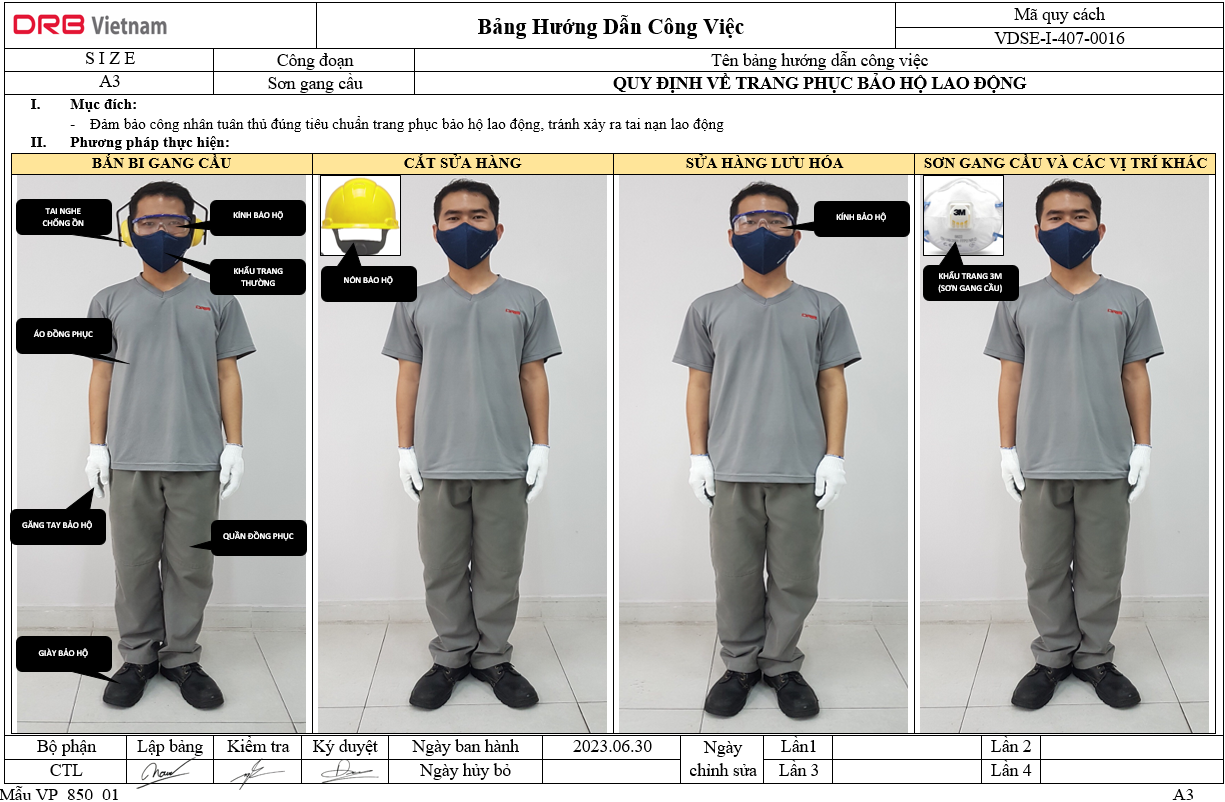 DRB Vietnam
Bảng Hướng Dẫn Công Việc
Mã quy cách
VDSE-I-407-0016
S I Z E
Công đoạn
Tên bảng hướng dẫn công việc
A3
Sơn gang cầu
QUY ĐỊNH VỀ TRANG PHỤC BẢO HỘ LAO ĐỘNG
I. Mục đích:
- Đảm bảo công nhân tuân thủ đúng tiêu chuẩn trang phục bảo hộ lao động, tránh xảy ra tai nạn lao động
II. Phương pháp thực hiện:
BẮN BI GANG CẦU
CẮT SỬA HÀNG
SỬA HÀNG LƯU HÓA
SƠN GANG CẦU VÀ CÁC VỊ TRÍ KHÁC
TAI NGHE
CHỐNG ỒN
KÍNH BẢO HỘ
KHẨU TRANG
THƯỜNG
ÁO ĐỒNG PHỤC
GĂNG TAY BẢO HỘ
QUẦN ĐỒNG PHỤC
GIÀY BẢO HỘ
DRB
NÓN BẢO HỘ
DRB
KÍNH BẢO HỘ
DRB
3M
KHẨU TRANG 3M
(SƠN GANG CẦU)
DRB
Bộ phận
Lập bảng
Kiểm tra
Ký duyệt
Ngày ban hành
2023.06.30
Ngày
chỉnh sửa
Lần1
Lần 2
CTL
Ngày hủy bỏ
Lần 3
Lần 4
Mẫu VP_850_01
A3